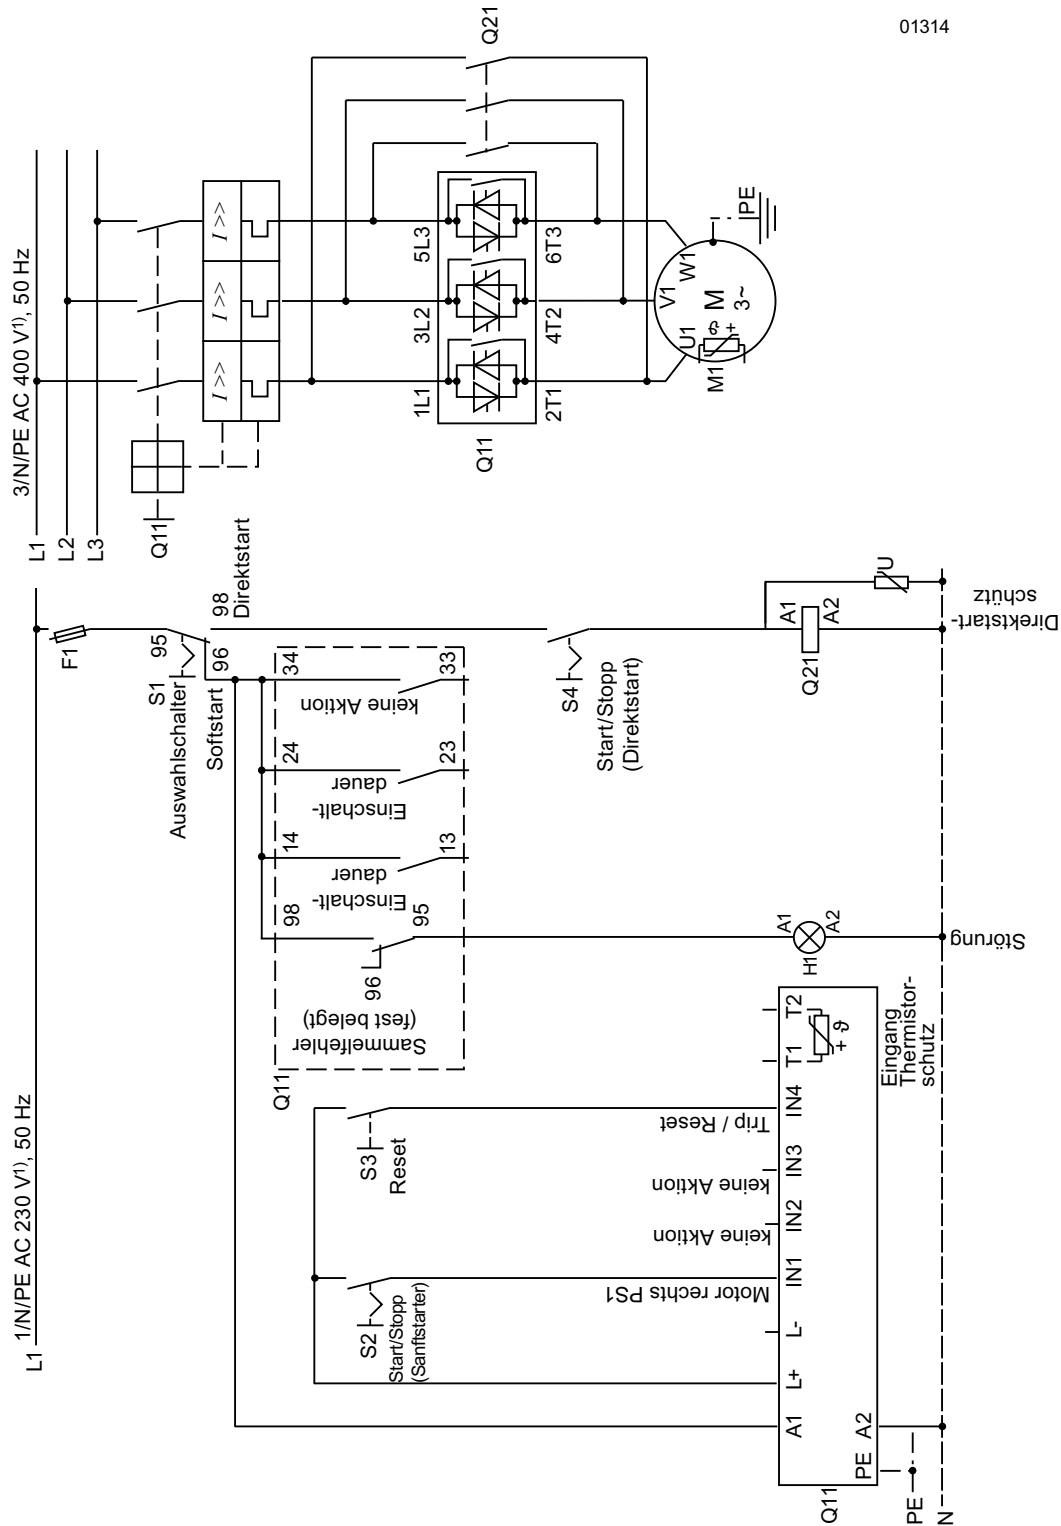 01314
1/N/PE AC 230 V1), 50 Hz
L1
F1
S1
Auswahlschalter
95
96
98
Softstart
Direktstart
Q11
Sammelfehler
(fest belegt)
96
98
95
Einschalt-
dauer
14
13
Einschalt-
dauer
24
23
keine Aktion
34
33
S2
Start/Stopp
(Sanftstarter)
S3
Reset
S4
Start/Stopp
(Direktstart)
Motor rechts PS1
keine Aktion
keine Aktion
Trip / Reset
A1
L+
L-
IN1
IN2
IN3
IN4
T1
T2
+ ϑ
PE
A2
Q11
Eingang
Thermistor-
schutz
H1
A1
A2
Störung
Q21
A1
A2
U
Direktstart-
schütz
PE
N
3/N/PE AC 400 V1), 50 Hz
L1
L2
L3
Q11
I >>
I >>
I >>
Q21
1L1
3L2
5L3
Q11
2T1
4T2
6T3
U1
V1
W1
M
3~
ϑ
+
M1
PE